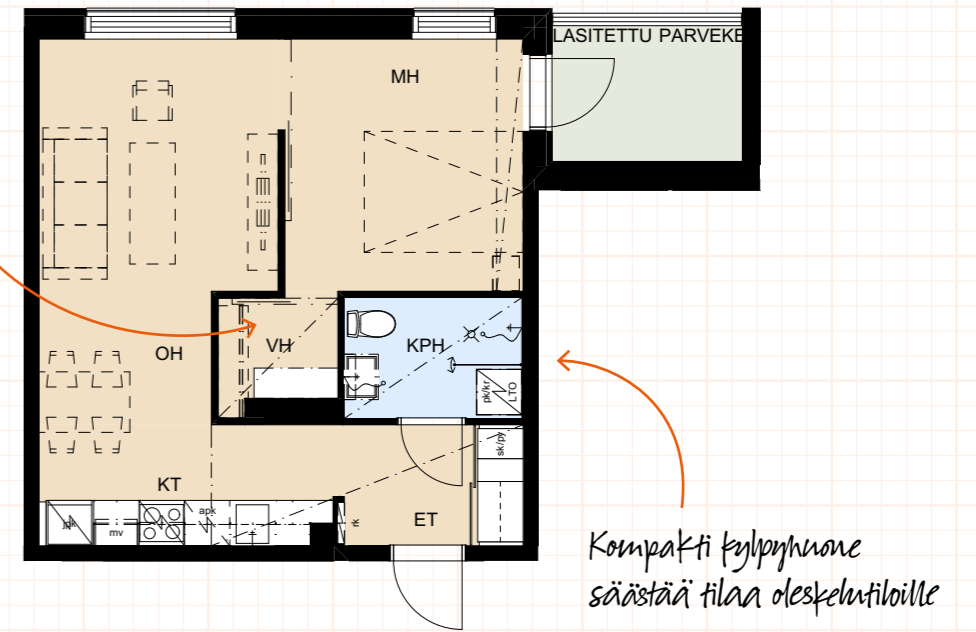 LASITETTU PARVEKE
MH
OH
VH
KPH
pk/kr
LTO
sk/py
KT
ET
jpk
mv
apk
rk
Kompakti kylpyhuone
säästää tilaa oleskelutiloille